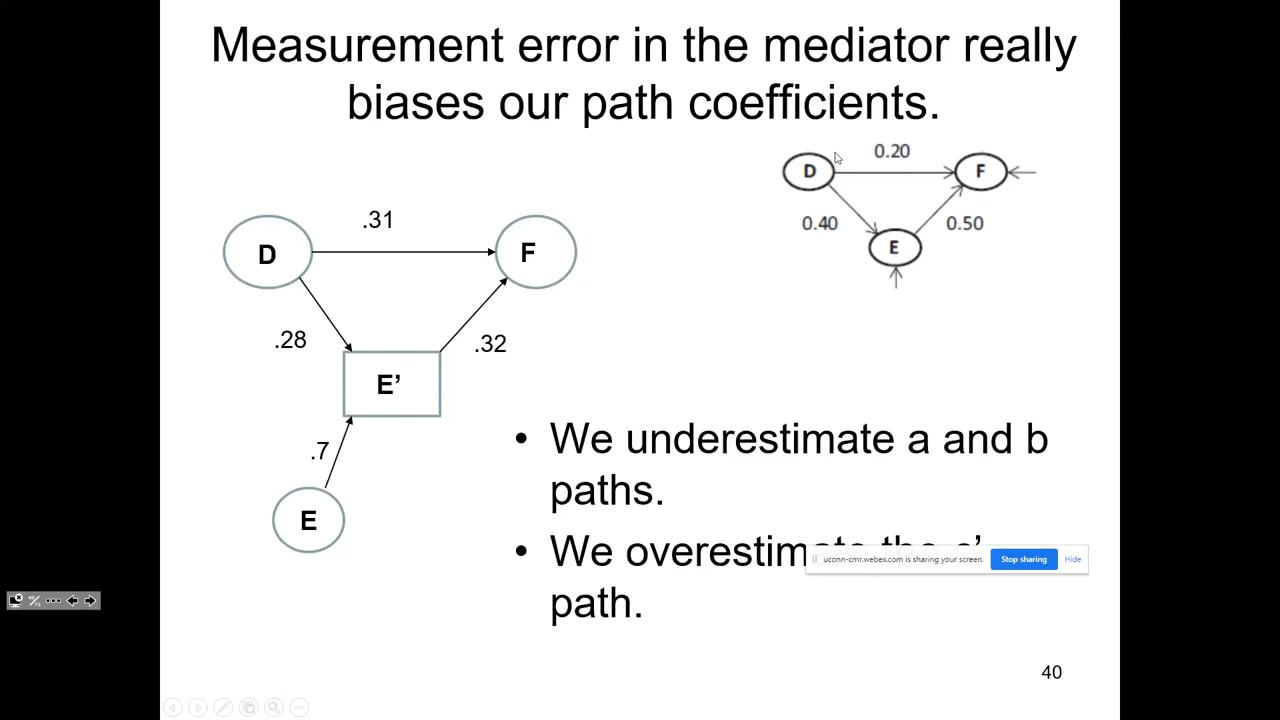 Measurement error in the mediator really
biases our path coefficients.
0.20
D
F
0.40
0.50
E
.31
D
F
.28
.32
E’
.7
E
• We underestimate a and b
paths.
• We overestimate the c’
path.
uconn-cmr.webex.com is sharing your screen.
Stop sharing
Hide
40